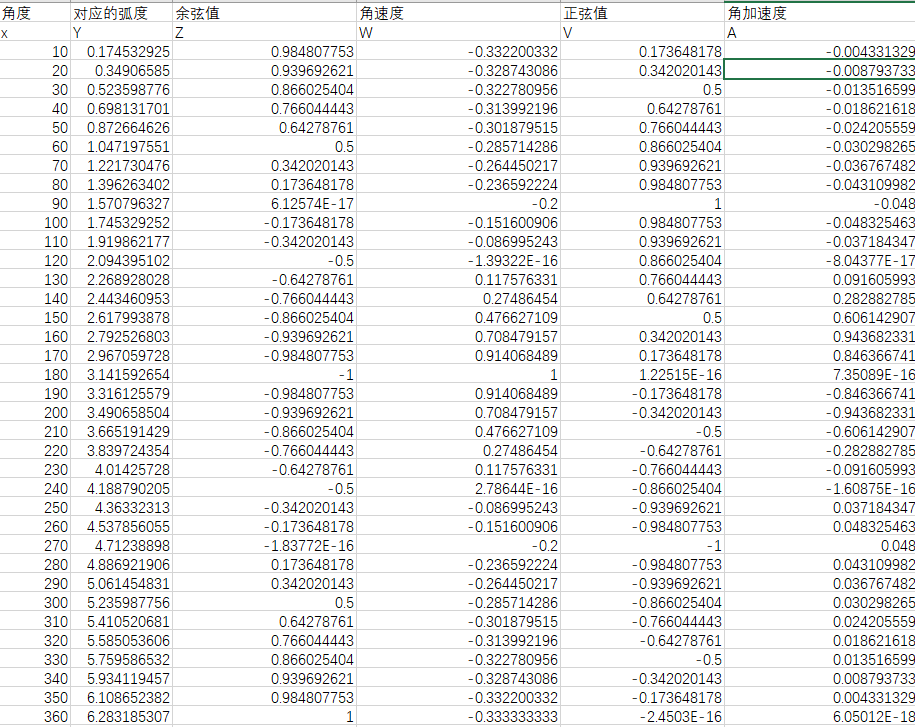 角度 对应的弧度 余弦值 角速度 正弦值 角加速度
x Y Z W V A
10 0.174532925 0.984807753 -0.332200332 0.173648178 -0.004331329
20 0.34906585 0.939692621 -0.328743086 0.342020143 -0.008793733
30 0.523598776 0.866025404 -0.322780956 0.5 -0.013516599
40 0.698131701 0.766044443 -0.313992196 0.64278761 -0.018621618
50 0.872664626 0.64278761 -0.301879515 0.766044443 -0.024205559
60 1.047197551 0.5 -0.285714286 0.866025404 -0.030298265
70 1.221730476 0.342020143 -0.264450217 0.939692621 -0.036767482
80 1.396263402 0.173648178 -0.236592224 0.984807753 -0.043109982
90 1.570796327 6.12574E-17 -0.2 1 -0.048
100 1.745329252 -0.173648178 -0.151600906 0.984807753 -0.048325463
110 1.919862177 -0.342020143 -0.086995243 0.939692621 -0.037184347
120 2.094395102 -0.5 -1.39322E-16 0.866025404 -8.04377E-17
130 2.268928028 -0.64278761 0.117576331 0.766044443 0.091605993
140 2.443460953 -0.766044443 0.27486454 0.64278761 0.282882785
150 2.617993878 -0.866025404 0.476627109 0.5 0.606142907
160 2.792526803 -0.939692621 0.708479157 0.342020143 0.943682331
170 2.967059728 -0.984807753 0.914068489 0.173648178 0.846366741
180 3.141592654 -1 1 1.22515E-16 7.35089E-16
190 3.316125579 -0.984807753 0.914068489 -0.173648178 -0.846366741
200 3.490658504 -0.939692621 0.708479157 -0.342020143 -0.943682331
210 3.665191429 -0.866025404 0.476627109 -0.5 -0.606142907
220 3.839724354 -0.766044443 0.27486454 -0.64278761 -0.282882785
230 4.01425728 -0.64278761 0.117576331 -0.766044443 -0.091605993
240 4.188790205 -0.5 2.78644E-16 -0.866025404 -1.60875E-16
250 4.36332313 -0.342020143 -0.086995243 -0.939692621 0.037184347
260 4.537856055 -0.173648178 -0.151600906 -0.984807753 0.048325463
270 4.71238898 -1.83772E-16 -0.2 -1 0.048
280 4.886921906 0.173648178 -0.236592224 -0.984807753 0.043109982
290 5.061454831 0.342020143 -0.264450217 -0.939692621 0.036767482
300 5.235987756 0.5 -0.285714286 -0.866025404 0.030298265
310 5.410520681 0.64278761 -0.301879515 -0.766044443 0.024205559
320 5.585053606 0.766044443 -0.313992196 -0.64278761 0.018621618
330 5.759586532 0.866025404 -0.322780956 -0.5 0.013516599
340 5.934119457 0.939692621 -0.328743086 -0.342020143 0.008793733
350 6.108652382 0.984807753 -0.332200332 -0.173648178 0.004331329
360 6.283185307 1 -0.333333333 -2.4503E-16 6.05012E-18